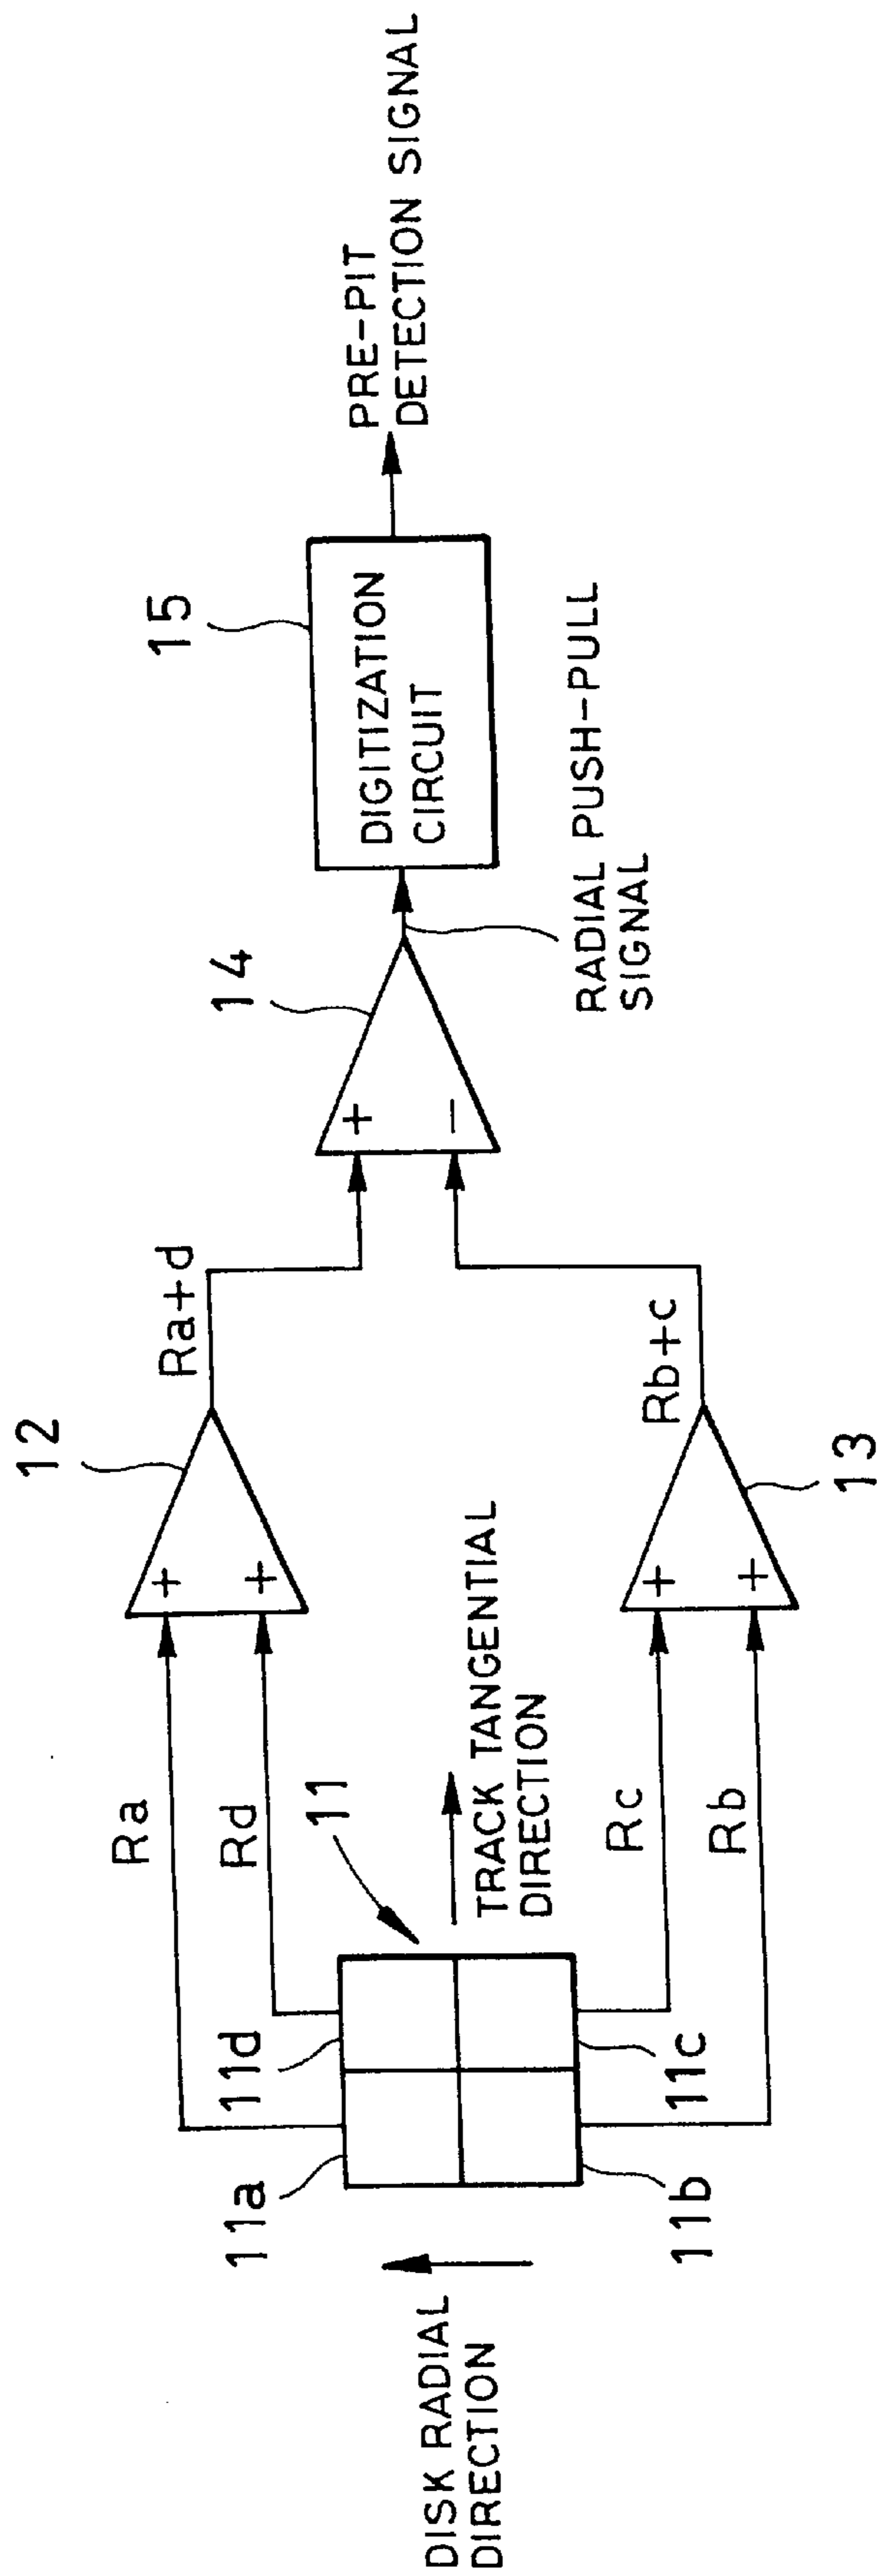 DISK RADIAL
DIRECTION
11a
11d
11b
11c
11
TRACK TANGENTIAL
DIRECTION
Ra
Rd
Rc
Rb
12
+
+
13
+
+
Ra+d
Rb+c
14
+
−
RADIAL PUSH-PULL
SIGNAL
15
DIGITIZATION
CIRCUIT
PRE-PIT
DETECTION SIGNAL